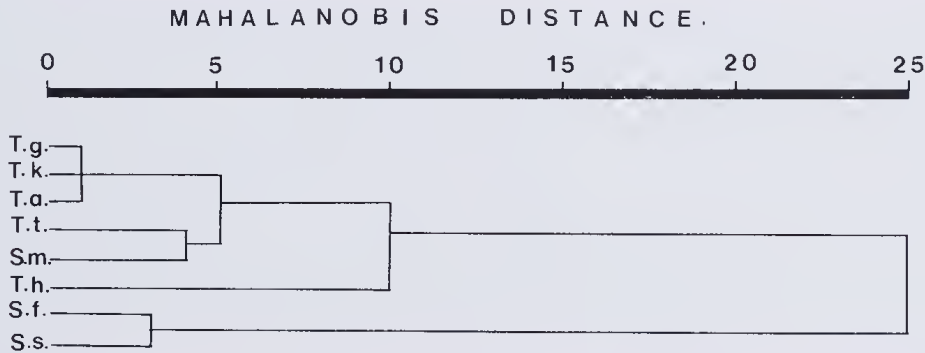 MAHALANOBIS DISTANCE.
0 5 10 15 20 25
T.g.
T.k.
T.a.
T.t.
S.m.
T.h.
S.f.
S.s.